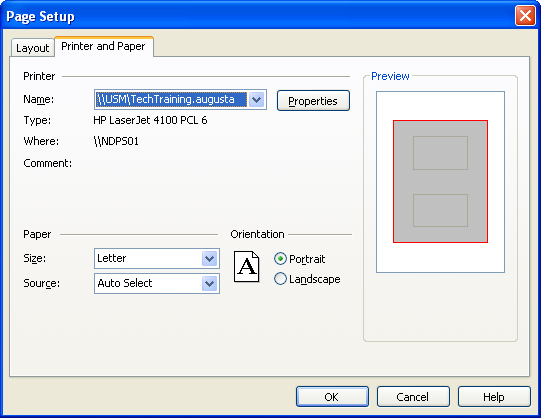 Page Setup
Layout Printer and Paper
Printer
Name: \\USM\TechTraining.augusta Properties
Type: HP LaserJet 4100 PCL 6
Where: \\NDPS01
Comment:
Preview
Paper Orientation
Size: Letter A Portrait
Source: Auto Select Landscape
OK Cancel Help